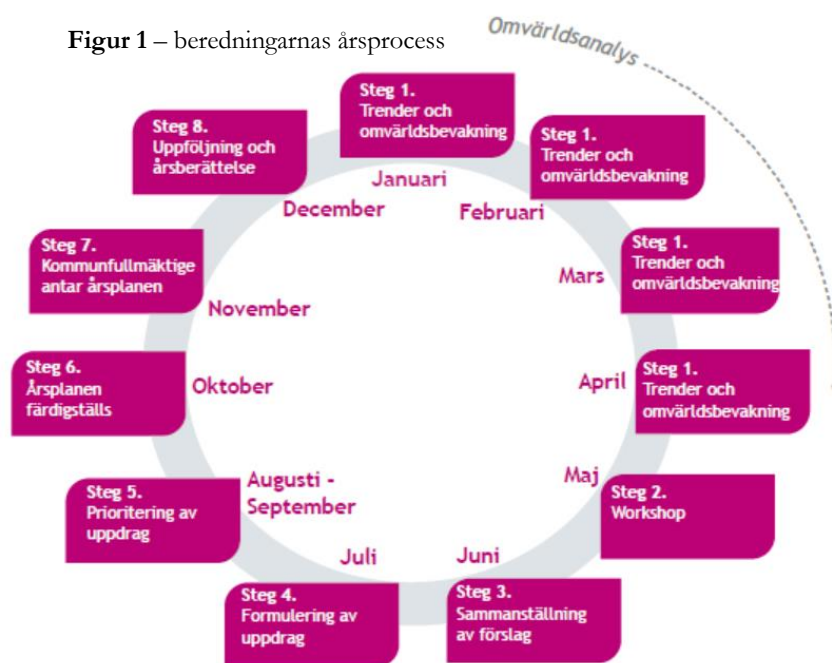 Figur 1 – beredningarnas årsprocess
Omvärldsanalys
Steg 1.
Trender och
omvärldsbevakning
Januari
Steg 1.
Trender och
omvärldsbevakning
Februari
Steg 1.
Trender och
omvärldsbevakning
Mars
Steg 1.
Trender och
omvärldsbevakning
April
Steg 2.
Workshop
Maj
Steg 3.
Sammanställning
av förslag
Juni
Steg 4.
Formulering av
uppdrag
Juli
Steg 5.
Prioritering av
uppdrag
Augusti -
September
Steg 6.
Årsplanen
färdigställs
Oktober
Steg 7.
Kommunfullmäktige
antar årsplanen
November
Steg 8.
Uppföljning och
årsberättelse
December